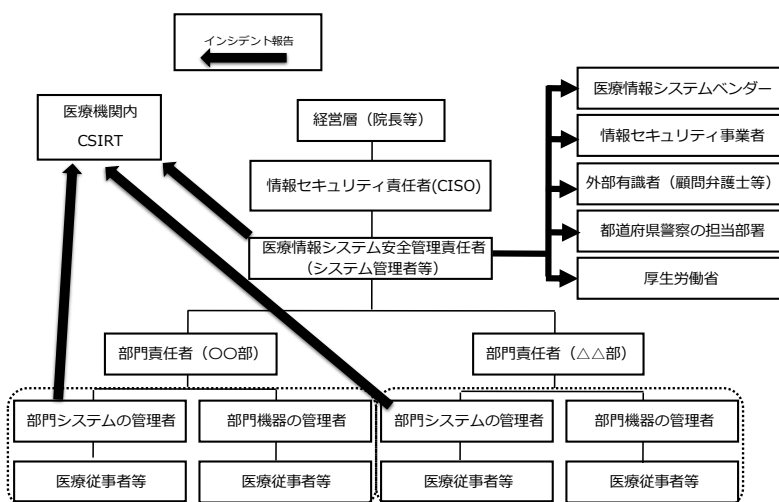 インシデント報告
医療機関内
CSIRT
経営層（院長等）
情報セキュリティ責任者(CISO)
医療情報システム安全管理責任者
（システム管理者等）
医療情報システムベンダー
情報セキュリティ事業者
外部有識者（顧問弁護士等）
都道府県警察の担当部署
厚生労働省
部門責任者（○○部）
部門責任者（△△部）
部門システムの管理者
部門機器の管理者
部門システムの管理者
部門機器の管理者
医療従事者等
医療従事者等
医療従事者等
医療従事者等